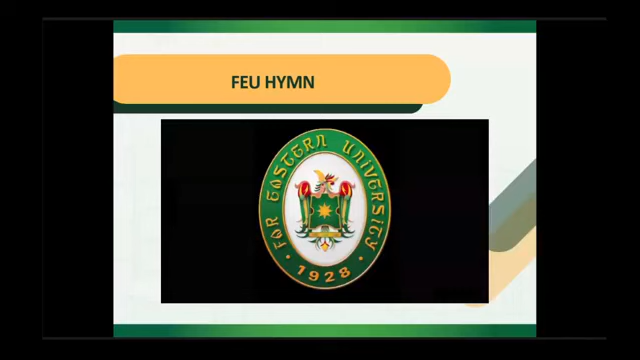 FEU HYMN
FAR EASTERN UNIVERSITY
• 1928 •